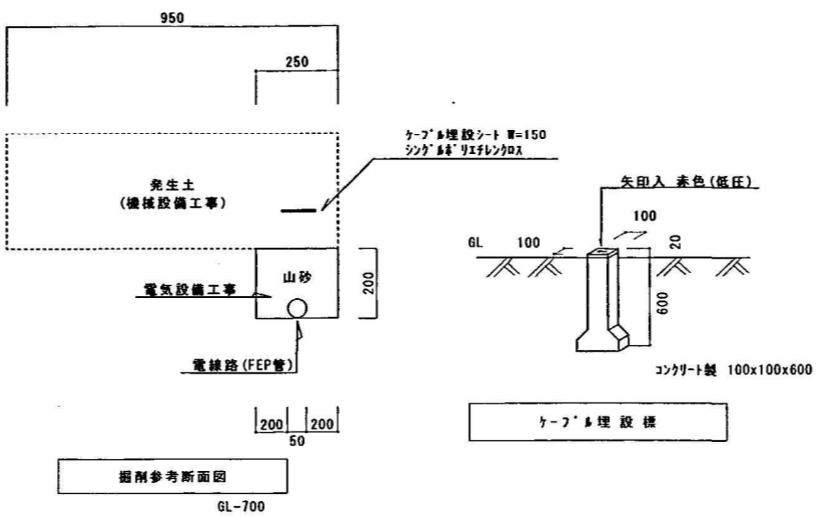 950
250
ケーブル埋設シート W=150
シングルポリエチレンクロス
発生土
(機械設備工事)
山砂
200
電気設備工事
電線路(FEP管)
200
50
200
掘削参考断面図
GL-700
矢印入 赤色(低圧)
100
GL
100
20
600
コンクリート製 100x100x600
ケーブル埋設標